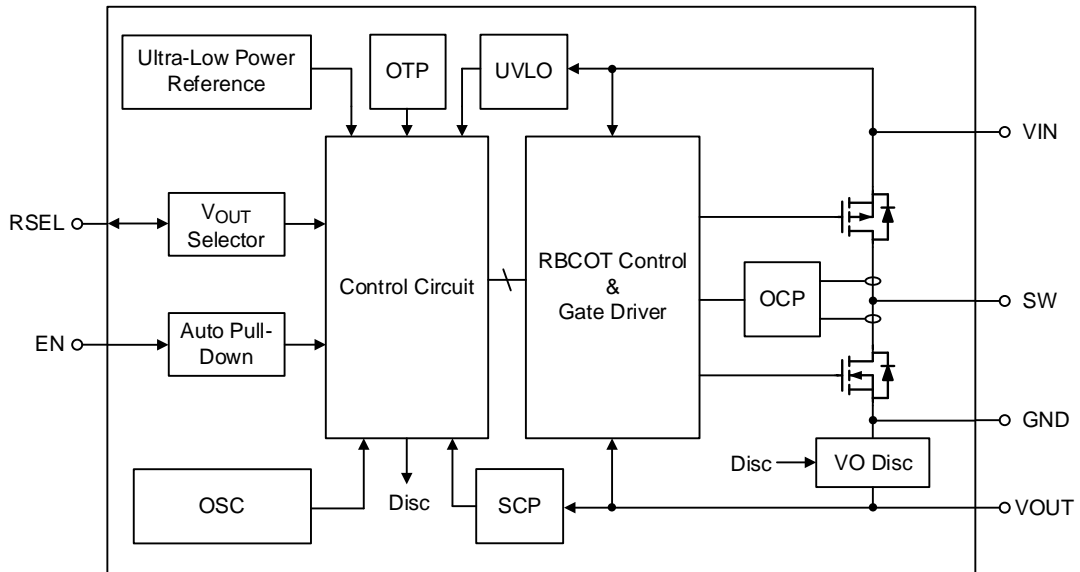 Ultra-Low Power
Reference
OTP
UVLO
VIN
RSEL
VOUT
Selector
Control Circuit
RBCOT Control
&
Gate Driver
OCP
SW
EN
Auto Pull-
Down
GND
OSC
Disc
SCP
Disc
VO Disc
VOUT